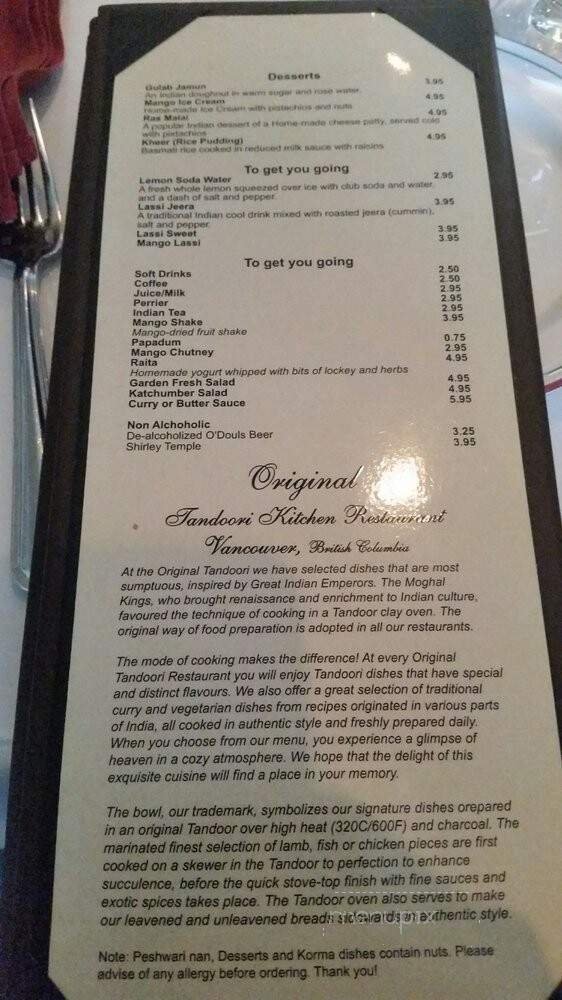 Desserts
Gulab Jamun 3.95
An Indian doughnut in warm sugar and rose water.
Mango Ice Cream 4.95
Home-made Ice Cream with pistachios and nuts
Ras Malai 4.95
A popular Indian dessert of a Home-made cheese patty, served cold
with pistachios
Kheer (Rice Pudding) 4.95
Basmati rice cooked in reduced milk sauce with raisins
To get you going
Lemon Soda Water 2.95
A fresh whole lemon squeezed over ice with club soda and water,
and a dash of salt and pepper.
Lassi Jeera 3.95
A traditional Indian cool drink mixed with roasted jeera (cummin),
salt and pepper.
Lassi Sweet 3.95
Mango Lassi 3.95
To get you going
Soft Drinks 2.50
Coffee 2.50
Juice/Milk 2.95
Perrier 2.95
Indian Tea 2.95
Mango Shake 3.95
Mango-dried fruit shake
Papadum 0.75
Mango Chutney 2.95
Raita 4.95
Homemade yogurt whipped with bits of lockey and herbs
Garden Fresh Salad 4.95
Katchumber Salad 4.95
Curry or Butter Sauce 5.95
Non Alchoholic
De-alcoholized O'Douls Beer 3.25
Shirley Temple 3.95
Original
Tandoori Kitchen Restaurant
Vancouver, British Columbia
At the Original Tandoori we have selected dishes that are most
sumptuous, inspired by Great Indian Emperors. The Moghal
Kings, who brought renaissance and enrichment to Indian culture,
favoured the technique of cooking in a Tandoor clay oven. The
original way of food preparation is adopted in all our restaurants.
The mode of cooking makes the difference! At every Original
Tandoori Restaurant you will enjoy Tandoori dishes that have special
and distinct flavours. We also offer a great selection of traditional
curry and vegetarian dishes from recipes originated in various parts
of India, all cooked in authentic style and freshly prepared daily.
When you choose from our menu, you experience a glimpse of
heaven in a cozy atmosphere. We hope that the delight of this
exquisite cuisine will find a place in your memory.
The bowl, our trademark, symbolizes our signature dishes orepared
in an original Tandoor over high heat (320C/600F) and charcoal. The
marinated finest selection of lamb, fish or chicken pieces are first
cooked on a skewer in the Tandoor to perfection to enhance
succulence, before the quick stove-top finish with fine sauces and
exotic spices takes place. The Tandoor oven also serves to make
our leavened and unleavened breads sidewards in authentic style.
Note: Peshwari nan, Desserts and Korma dishes contain nuts. Please
advise of any allergy before ordering. Thank you!